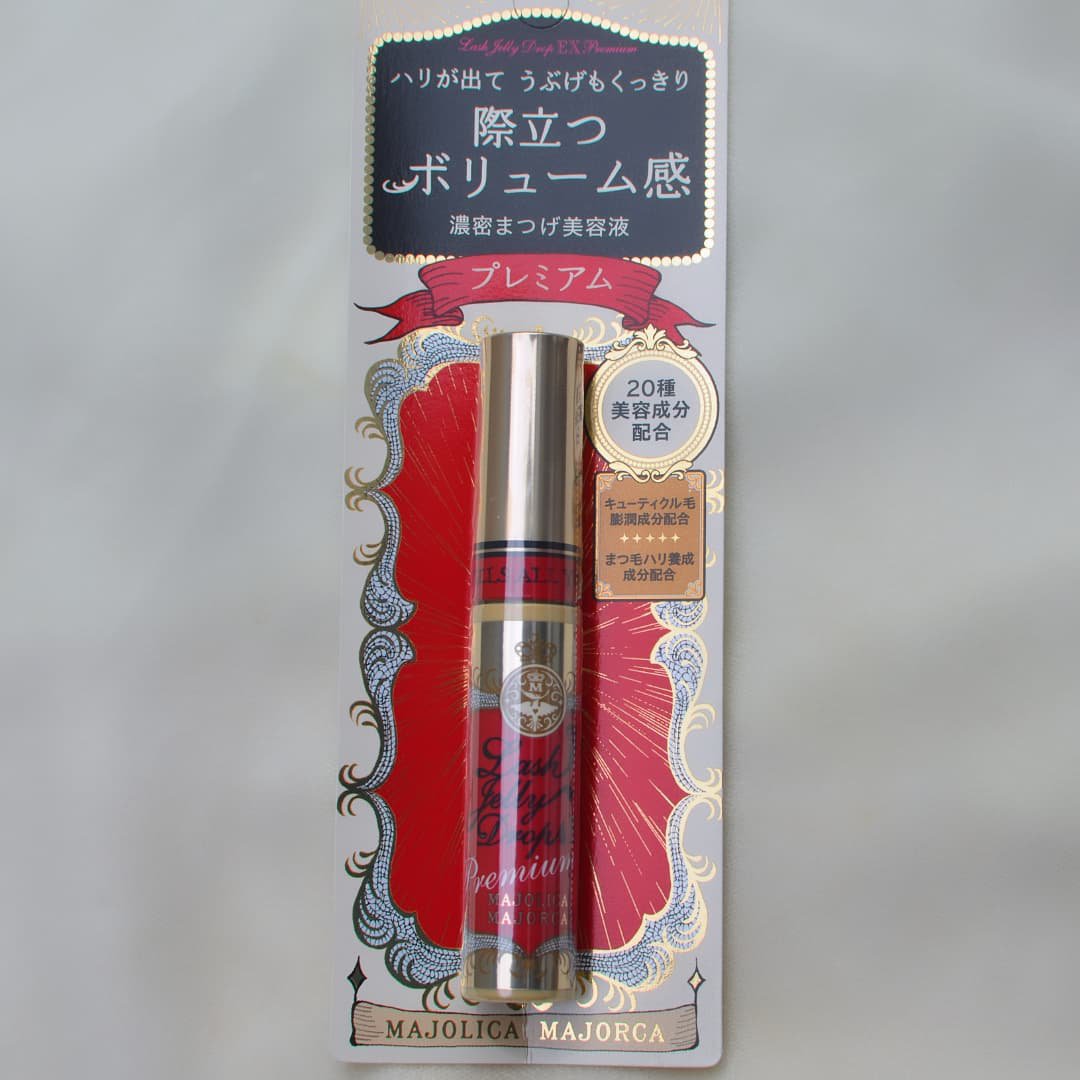 Lash Jelly Drop EX Premium
ハリが出て うぶげもくっきり
際立つ
ボリューム感
濃密まつげ美容液
プレミアム
20種
美容成分
配合
キューティクル毛
膨潤成分配合
まつ毛ハリ養成
成分配合
M
Lash
Jelly
Drop
Premium
MAJOLICA
MAJORCA
MAJOLICA MAJORCA